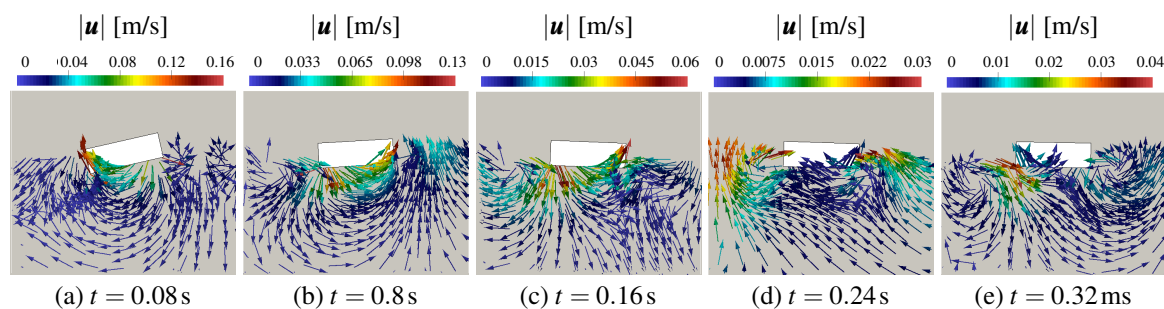 |u| [m/s] |u| [m/s] |u| [m/s] |u| [m/s] |u| [m/s]
0 0.04 0.08 0.12 0.16 0 0.033 0.065 0.098 0.13 0 0.015 0.030 0.045 0.06 0 0.0075 0.015 0.022 0.03 0 0.01 0.02 0.03 0.04
(a) t = 0.08 s (b) t = 0.8 s (c) t = 0.16 s (d) t = 0.24 s (e) t = 0.32 ms